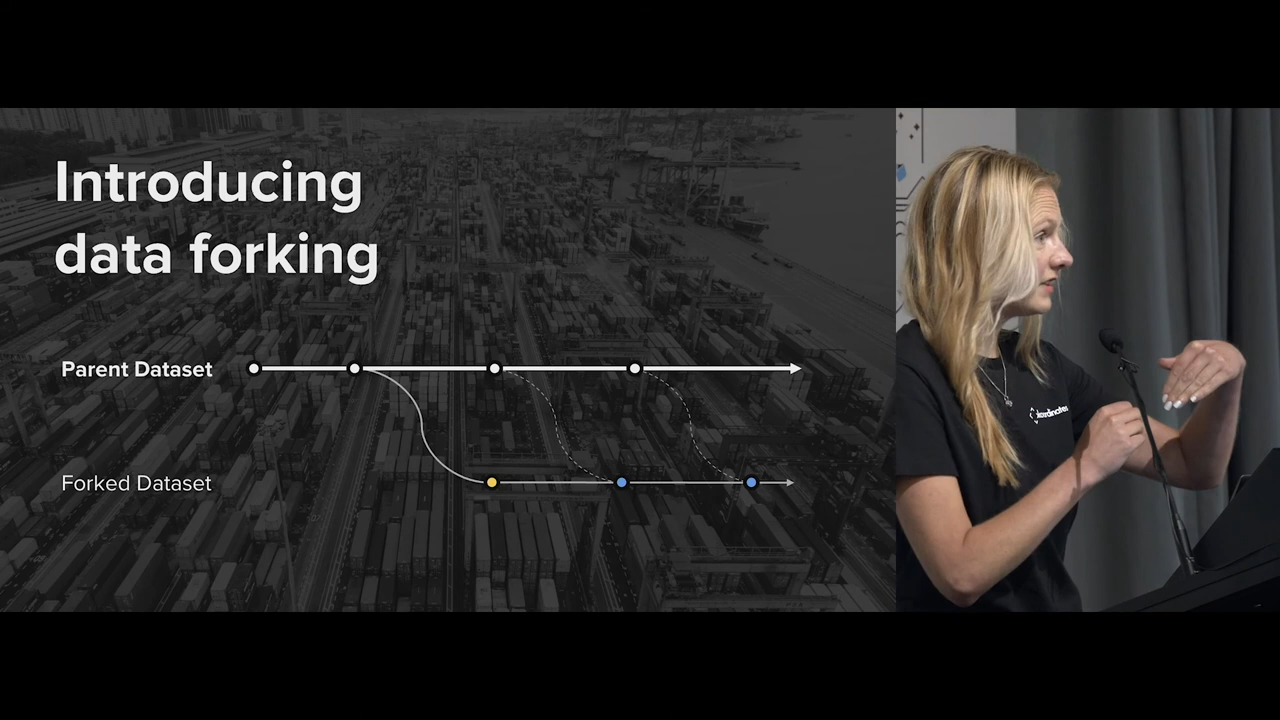 Introducing
data forking
Parent Dataset
Forked Dataset